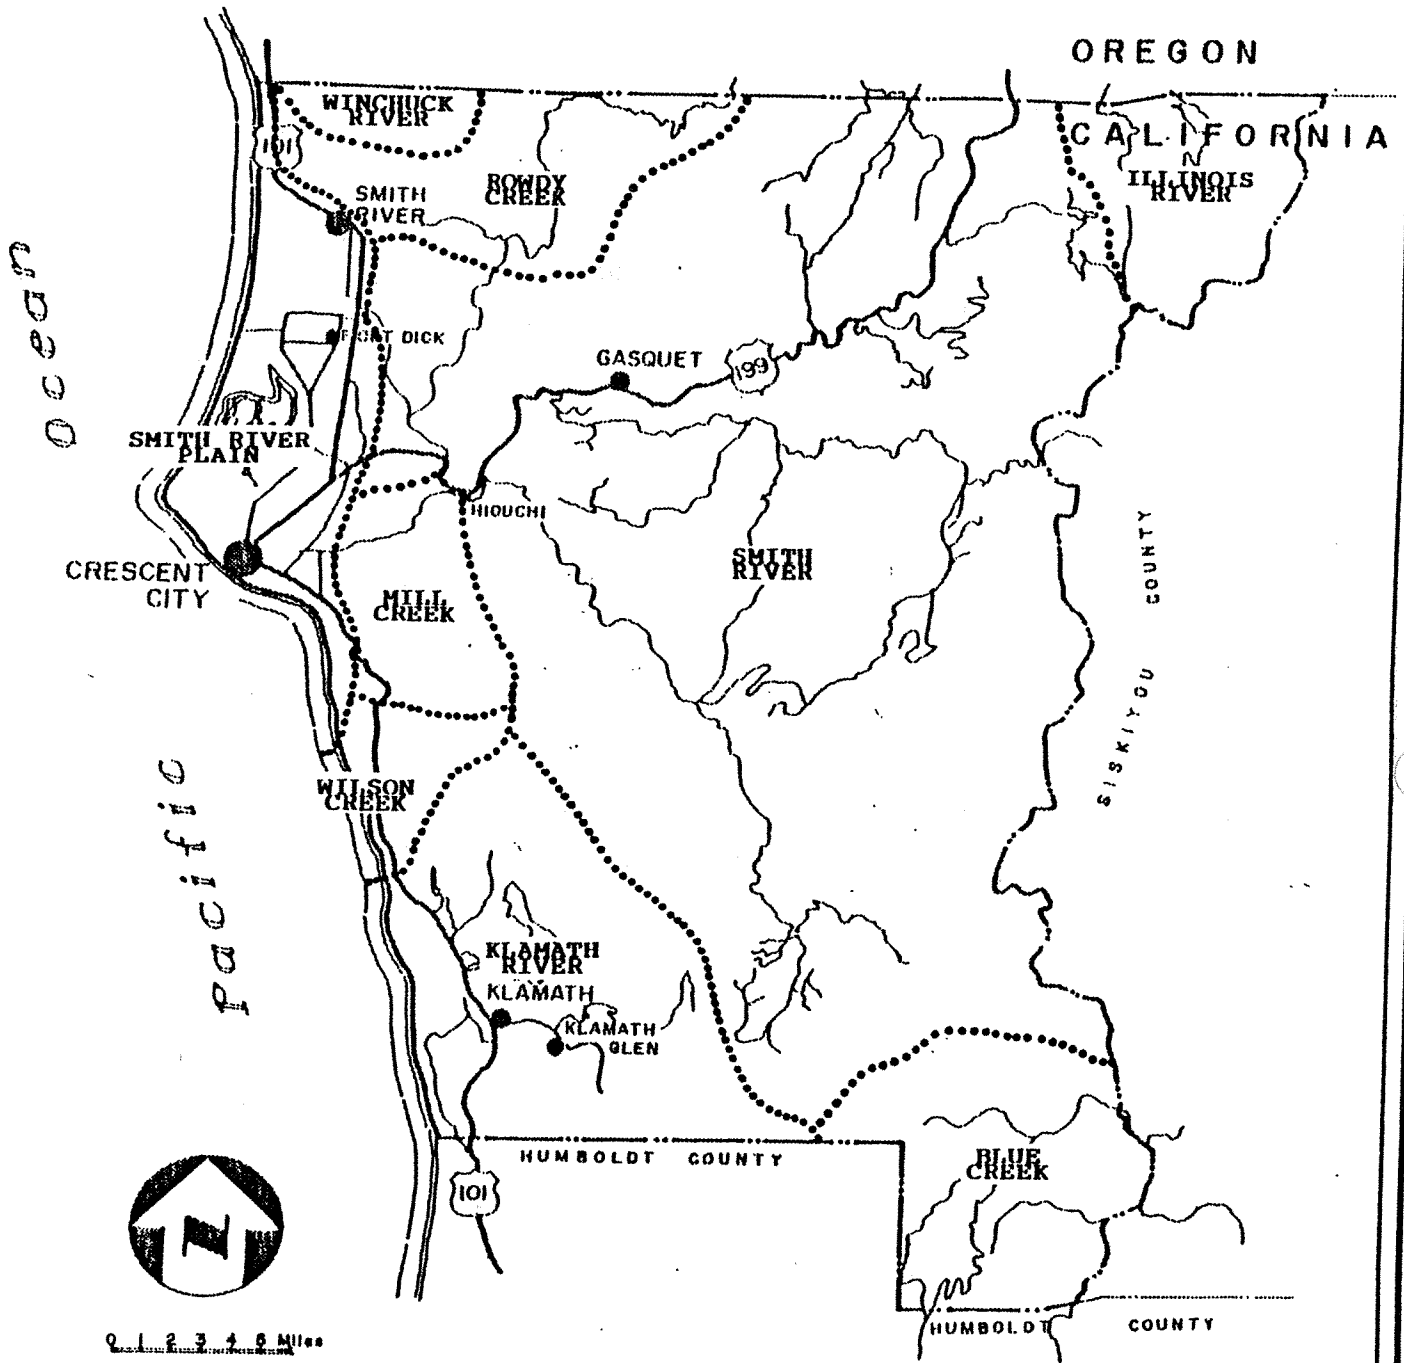 OREGON
CALIFORNIA
WINCHUCK
RIVER
101
ROWDY
CREEK
ILLINOIS
RIVER
SMITH
RIVER
Ocean
FORT DICK
GASQUET
199
SMITH RIVER
PLAIN
HIOUCHI
SMITH
RIVER
CRESCENT
CITY
MILL
CREEK
SISKIYOU COUNTY
Pacific
WILSON
CREEK
KLAMATH
RIVER
KLAMATH
KLAMATH
GLEN
HUMBOLDT COUNTY
BLUE
CREEK
101
N
HUMBOLDT COUNTY
0 1 2 3 4 5 Miles